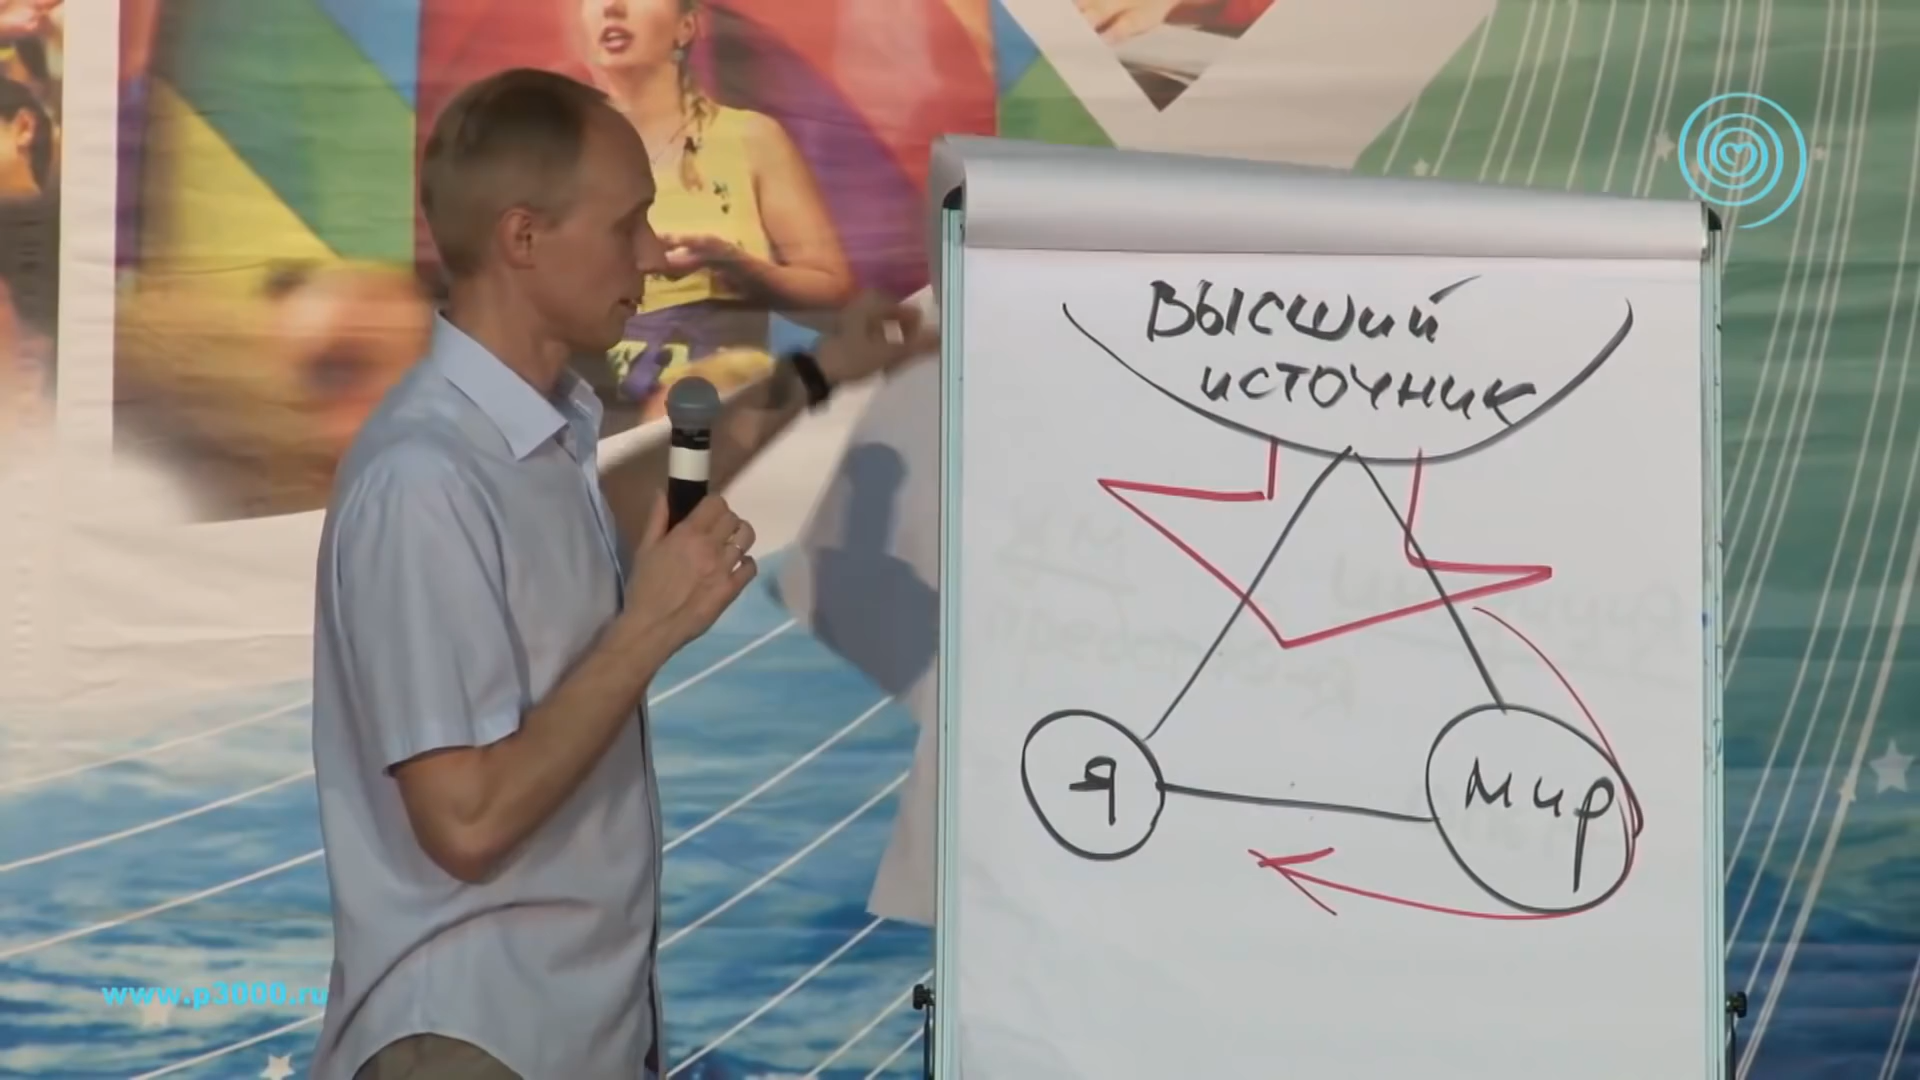 Высший
источник
Я
мир
www.p3000.ru